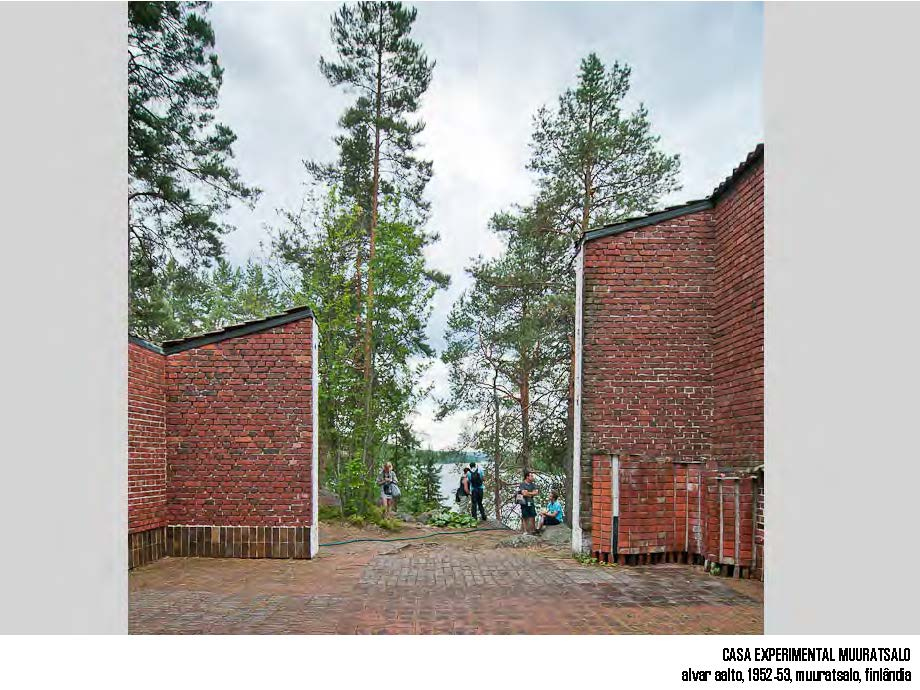 CASA EXPERIMENTAL MUURATSALO
alvar aalto, 1952-53, muuratsalo, finlândia